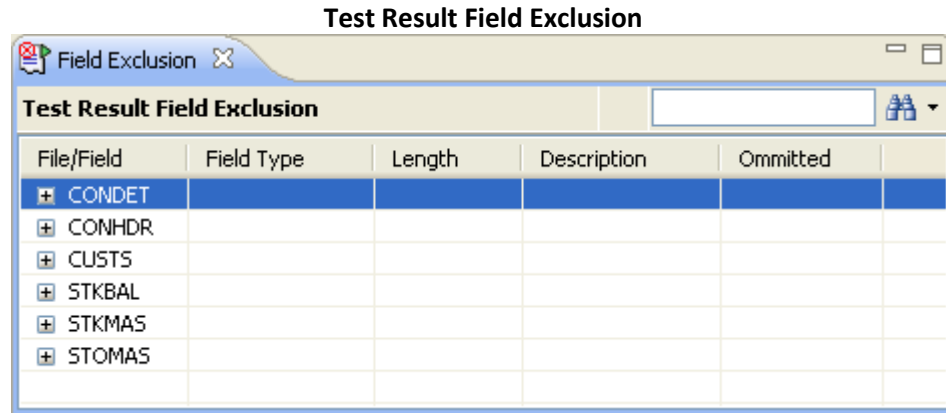 Test Result Field Exclusion
Field Exclusion
Test Result Field Exclusion
File/Field Field Type Length Description Ommitted
CONDET
CONHDR
CUSTS
STKBAL
STKMAS
STOMAS